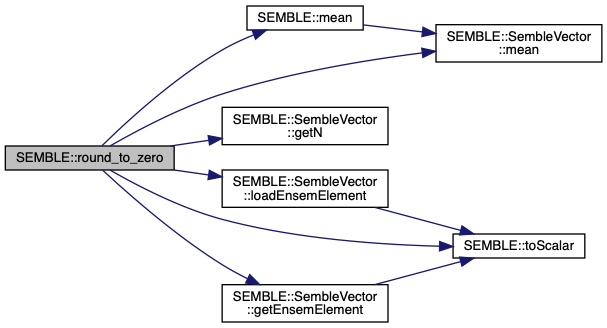 SEMBLE::mean
SEMBLE::SembleVector
::mean
SEMBLE::SembleVector
::getN
SEMBLE::round_to_zero
SEMBLE::SembleVector
::loadEnsemElement
SEMBLE::toScalar
SEMBLE::SembleVector
::getEnsemElement